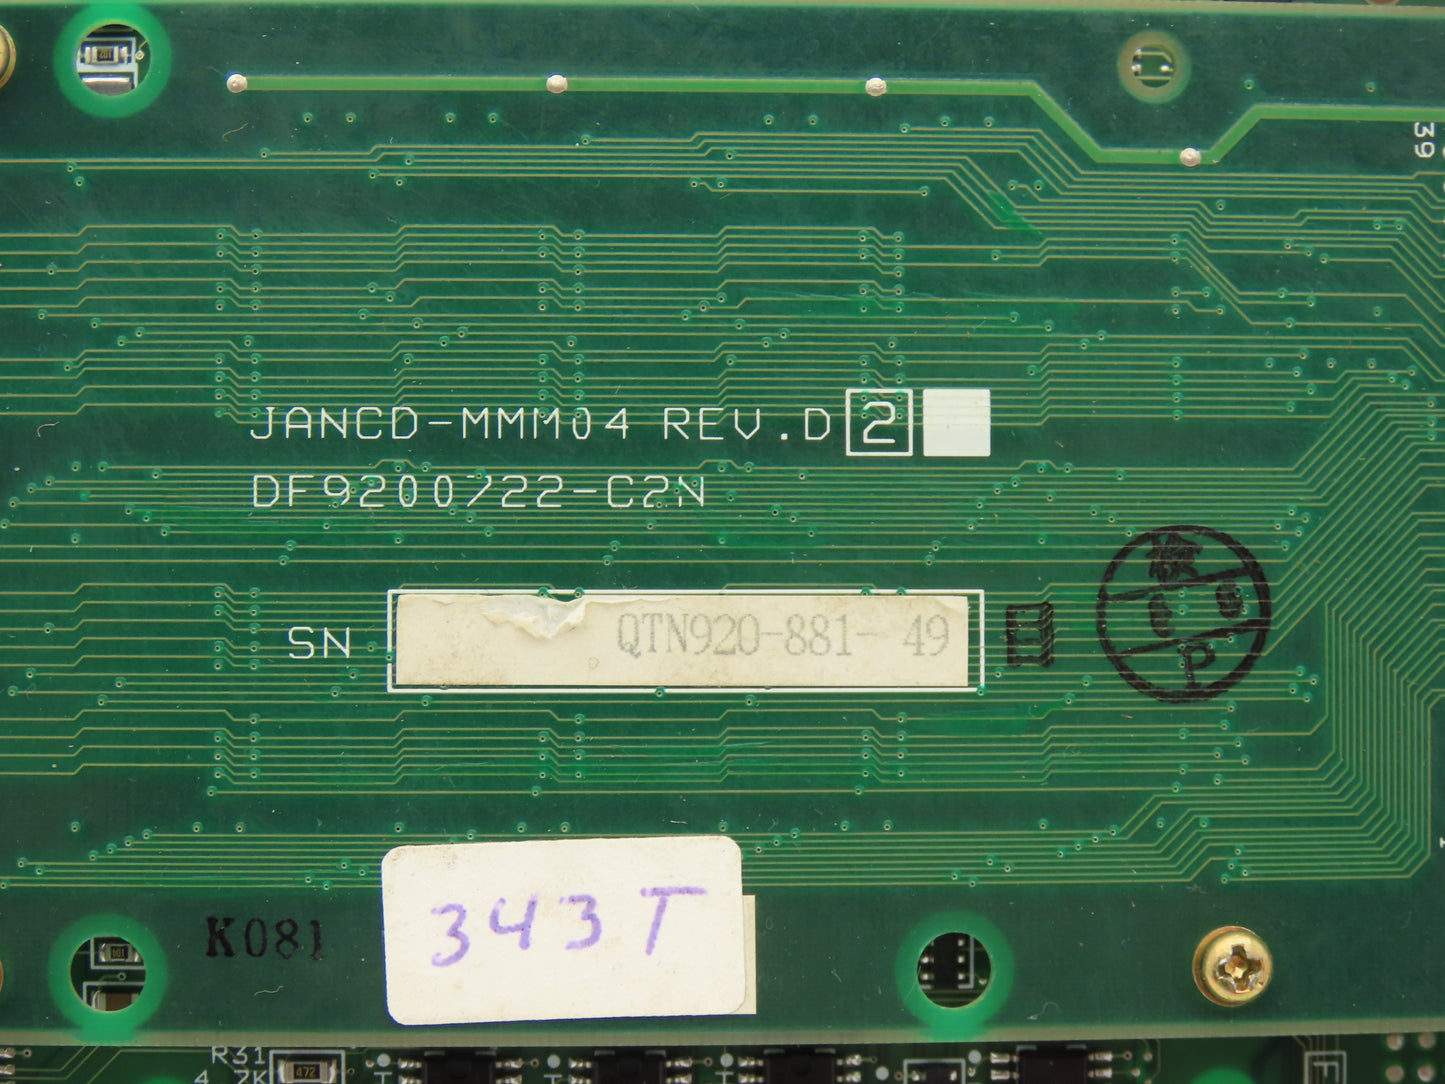 39
JANCD-MMM04 REV.D 2
DF9200722-C2N
SN QTN920-881- 49
検
P
K081
343T
R31
4.7K
472